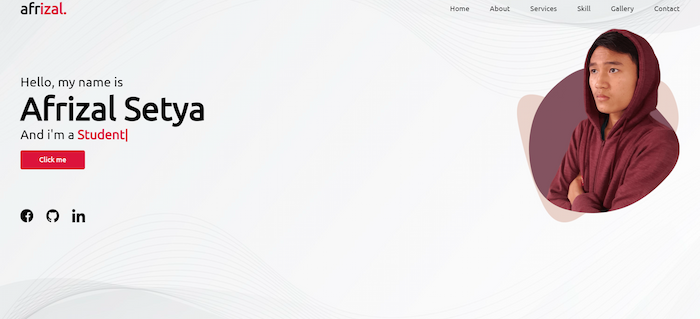 afrizal.
Home About Services Skill Gallery Contact
Hello, my name is
Afrizal Setya
And i'm a Student|
Click me